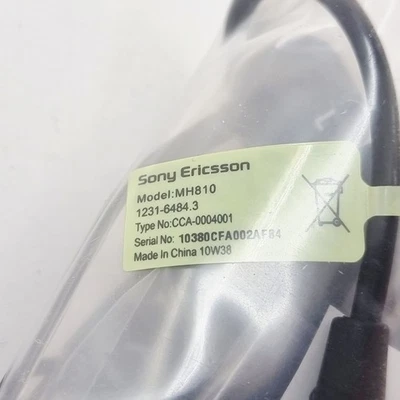 Sony Ericsson
Model:MH810
1231-6484.3
Type No:CCA-0004001
Serial No: 10380CFA002AF84
Made In China 10W38